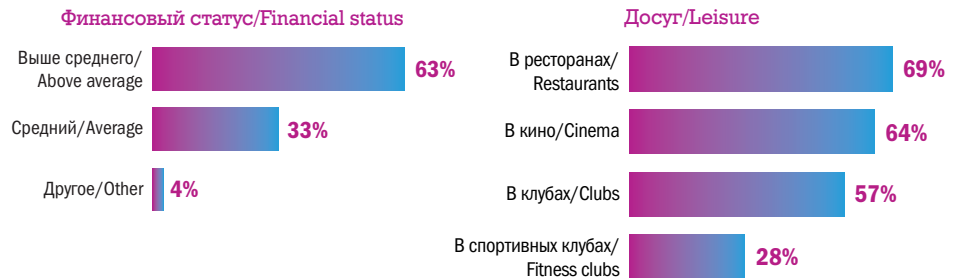 Финансовый статус/Financial status
Выше среднего/
Above average
63%
Средний/Average
33%
Другое/Other
4%
Досуг/Leisure
В ресторанах/
Restaurants
69%
В кино/Cinema
64%
В клубах/Clubs
57%
В спортивных клубах/
Fitness clubs
28%